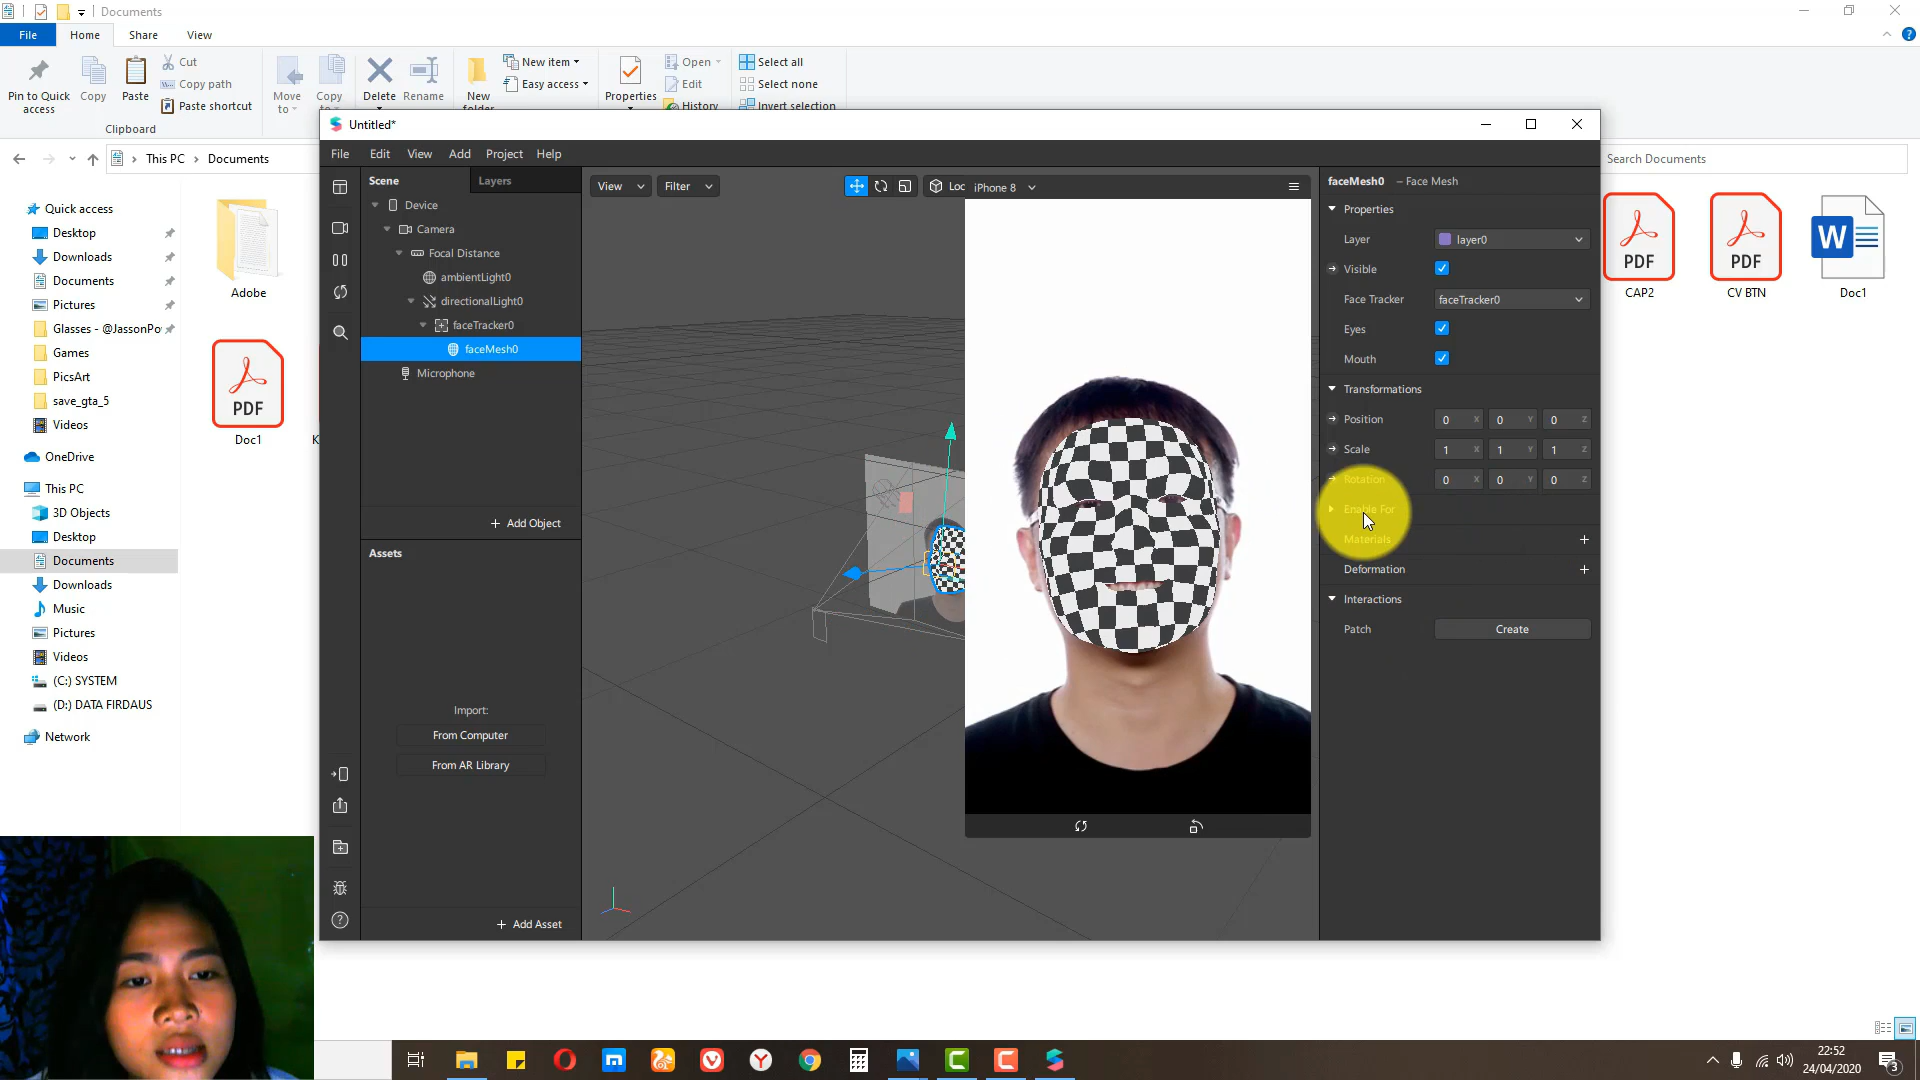 Documents
File Home Share View
Pin to Quick access
Copy
Paste
Cut
Copy path
Paste shortcut
Clipboard
Move to
Copy
Delete
Rename
New
New item
Easy access
Properties
Open
Edit
History
Select all
Select none
Invert selection
This PC > Documents
Search Documents
Quick access
Desktop
Downloads
Documents
Pictures
Glasses - @JassonPo
Games
PicsArt
save_gta_5
Videos
OneDrive
This PC
3D Objects
Desktop
Documents
Downloads
Music
Pictures
Videos
(C:) SYSTEM
(D:) DATA FIRDAUS
Network
Adobe
PDF
Doc1
K
Untitled*
File Edit View Add Project Help
Scene Layers
Device
Camera
Focal Distance
ambientLight0
directionalLight0
faceTracker0
faceMesh0
Microphone
+ Add Object
Assets
Import:
From Computer
From AR Library
+ Add Asset
View Filter
Loc
iPhone 8
faceMesh0 – Face Mesh
Properties
Layer layer0
Visible
Face Tracker faceTracker0
Eyes
Mouth
Transformations
Position 0 X 0 Y 0 Z
Scale 1 X 1 Y 1 Z
Rotation 0 X 0 Y 0 Z
Enable For
Materials +
Deformation +
Interactions
Patch Create
PDF
CAP2
PDF
CV BTN
W
Doc1
22:52
24/04/2020
3